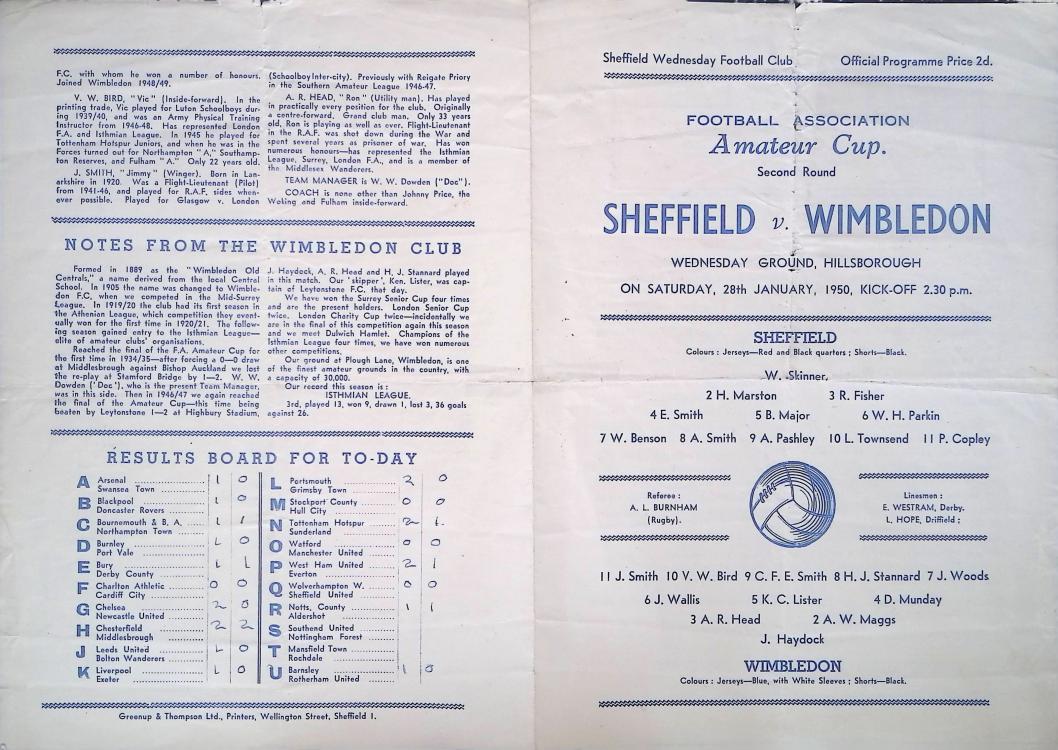 F.C. with whom he won a number of honours.
Joined Wimbledon 1948/49.
V. W. BIRD, "Vic" (Inside-forward). In the
printing trade, Vic played for Luton Schoolboys dur-
ing 1939/40, and was an Army Physical Training
Instructor from 1946-48. Has represented London
F.A. and Isthmian League. In 1945 he played for
Tottenham Hotspur Juniors, and when he was in the
Forces turned out for Northampton "A," Southamp-
ton Reserves, and Fulham "A." Only 22 years old.
J. SMITH, "Jimmy" (Winger). Born in Lan-
arkshire in 1920. Was a Flight-Lieutenant (Pilot)
from 1941-46, and played for R.A.F. sides when-
ever possible. Played for Glasgow v. London
(Schoolboy Inter-city). Previously with Reigate Priory
in the Southern Amateur League 1946-47.
A. R. HEAD, "Ron" (Utility man). Has played
in practically every position for the club. Originally
a centre-forward. Grand club man. Only 33 years
old, Ron is playing as well as ever. Flight-Lieutenant
in the R.A.F. was shot down during the War and
spent several years as prisoner of war. Has won
numerous honours—has represented the Isthmian
League, Surrey, London F.A., and is a member of
the Middlesex Wanderers.
TEAM MANAGER is W. W. Dowden ("Doc").
COACH is none other than Johnny Price, the
Woking and Fulham inside-forward.
NOTES FROM THE WIMBLEDON CLUB
Formed in 1889 as the "Wimbledon Old
Centrals," a name derived from the local Central
School. In 1905 the name was changed to Wimble-
don F.C., when we competed in the Mid-Surrey
League. In 1919/20 the club had its first season in
the Athenian League, which competition they event-
ually won for the first time in 1920/21. The follow-
ing season gained entry to the Isthmian League—
elite of amateur clubs' organisations.
Reached the final of the F.A. Amateur Cup for
the first time in 1934/35—after forcing a 0—0 draw
at Middlesbrough against Bishop Auckland we lost
the re-play at Stamford Bridge by 1—2. W. W.
Dowden ('Doc'), who is the present Team Manager,
was in this side. Then in 1946/47 we again reached
the final of the Amateur Cup—this time being
beaten by Leytonstone 1—2 at Highbury Stadium.
J. Haydock, A. R. Head and H. J. Stannard played
in this match. Our 'skipper', Ken. Lister, was cap-
tain of Leytonstone F.C. that day.
We have won the Surrey Senior Cup four times
and are the present holders. London Senior Cup
twice. London Charity Cup twice—incidentally we
are in the final of this competition again this season
and we meet Dulwich Hamlet. Champions of the
Isthmian League four times, we have won numerous
other competitions.
Our ground at Plough Lane, Wimbledon, is one
of the finest amateur grounds in the country, with
a capacity of 30,000.
Our record this season is :
ISTHMIAN LEAGUE.
3rd, played 13, won 9, drawn 1, lost 3, 36 goals
against 26.
RESULTS BOARD FOR TO-DAY
A Arsenal 1 0
Swansea Town
B Blackpool 1 0
Doncaster Rovers
C Bournemouth & B. A. 1 1
Northampton Town
D Burnley 1 0
Port Vale
E Bury 1 1
Derby County
F Charlton Athletic 0 0
Cardiff City
G Chelsea 2 0
Newcastle United
H Chesterfield 2 2
Middlesbrough
J Leeds United 1 0
Bolton Wanderers
K Liverpool 1 0
Exeter
L Portsmouth 2 0
Grimsby Town
M Stockport County 0 0
Hull City
N Tottenham Hotspur 2 1
Sunderland
O Watford 0 0
Manchester United
P West Ham United 2 1
Everton
Q Wolverhampton W. 0 0
Sheffield United
R Notts, County 1 1
Aldershot
S Southend United
Nottingham Forest
T Mansfield Town
Rochdale
U Barnsley 1 0
Rotherham United
Greenup & Thompson Ltd., Printers, Wellington Street, Sheffield 1.
Sheffield Wednesday Football Club Official Programme Price 2d.
FOOTBALL ASSOCIATION
Amateur Cup.
Second Round
SHEFFIELD v. WIMBLEDON
WEDNESDAY GROUND, HILLSBOROUGH
ON SATURDAY, 28th JANUARY, 1950, KICK-OFF 2.30 p.m.
SHEFFIELD
Colours : Jerseys—Red and Black quarters ; Shorts—Black.
W. Skinner,
2 H. Marston 3 R. Fisher
4 E. Smith 5 B. Major 6 W. H. Parkin
7 W. Benson 8 A. Smith 9 A. Pashley 10 L. Townsend 11 P. Copley
Referee :
A. L. BURNHAM
(Rugby).
Linesmen :
E. WESTRAM, Derby.
L. HOPE, Driffield :
11 J. Smith 10 V. W. Bird 9 C. F. E. Smith 8 H. J. Stannard 7 J. Woods
6 J. Wallis 5 K. C. Lister 4 D. Munday
3 A. R. Head 2 A. W. Maggs
J. Haydock
WIMBLEDON
Colours : Jerseys—Blue, with White Sleeves ; Shorts—Black.